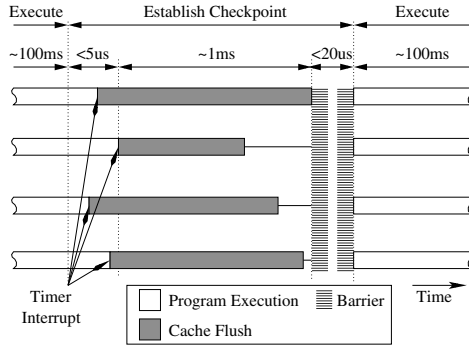 Execute Establish Checkpoint Execute
~100ms <5us ~1ms <20us ~100ms
Timer
Interrupt
Program Execution Barrier
Cache Flush
Time